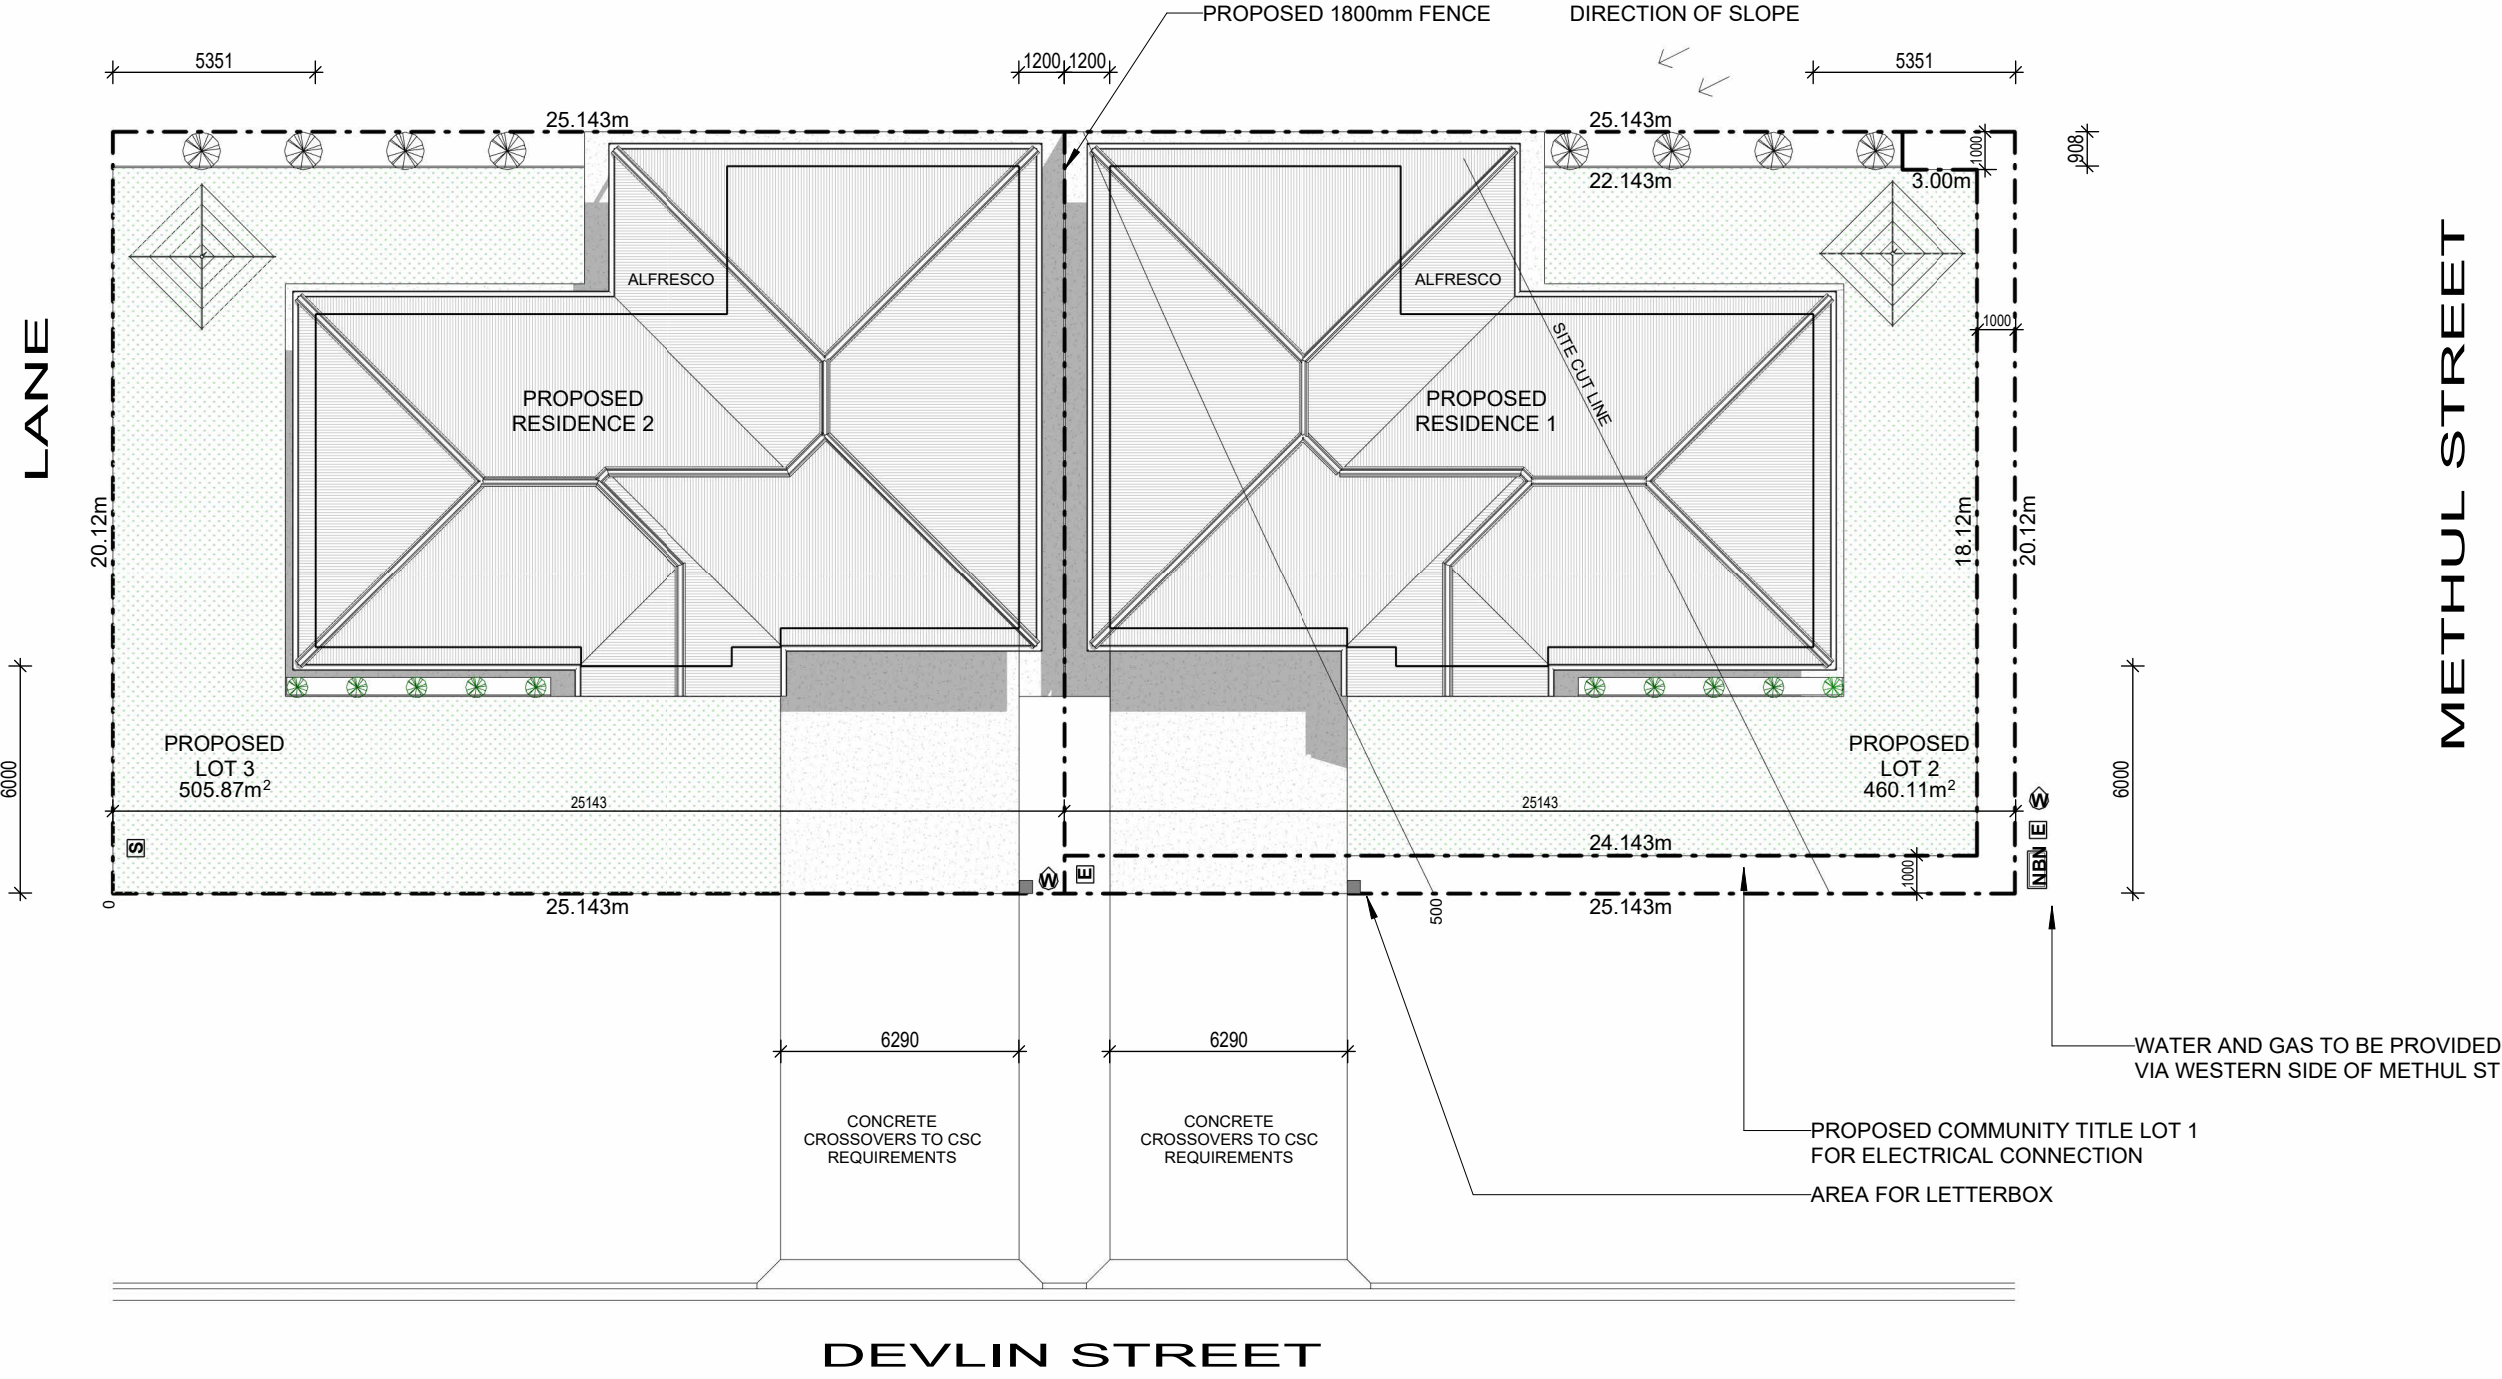 PROPOSED 1800mm FENCE
DIRECTION OF SLOPE
5351
1200
1200
5351
25.143m
25.143m
1000
908
22.143m
3.00m
ALFRESCO
ALFRESCO
1000
SITE CUT LINE
LANE
METHUL STREET
PROPOSED
RESIDENCE 2
PROPOSED
RESIDENCE 1
20.12m
18.12m
20.12m
PROPOSED
LOT 3
505.87m²
PROPOSED
LOT 2
460.11m²
6000
6000
25143
25143
S
W
E
W
E
NBN
24.143m
1000
0
25.143m
500
25.143m
6290
6290
WATER AND GAS TO BE PROVIDED
VIA WESTERN SIDE OF METHUL ST
CONCRETE
CROSSOVERS TO CSC
REQUIREMENTS
CONCRETE
CROSSOVERS TO CSC
REQUIREMENTS
PROPOSED COMMUNITY TITLE LOT 1
FOR ELECTRICAL CONNECTION
AREA FOR LETTERBOX
DEVLIN STREET